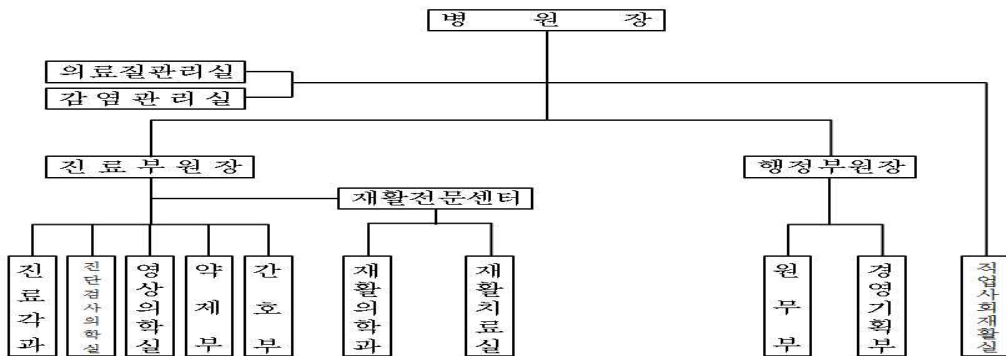 병 원 장
의료질관리실
감염관리실
진료부원장
행정부원장
재활전문센터
진료각과
진단검사의학실
영상의학실
약제부
간호부
재활의학과
재활치료실
원무부
경영기획부
직업사회재활실